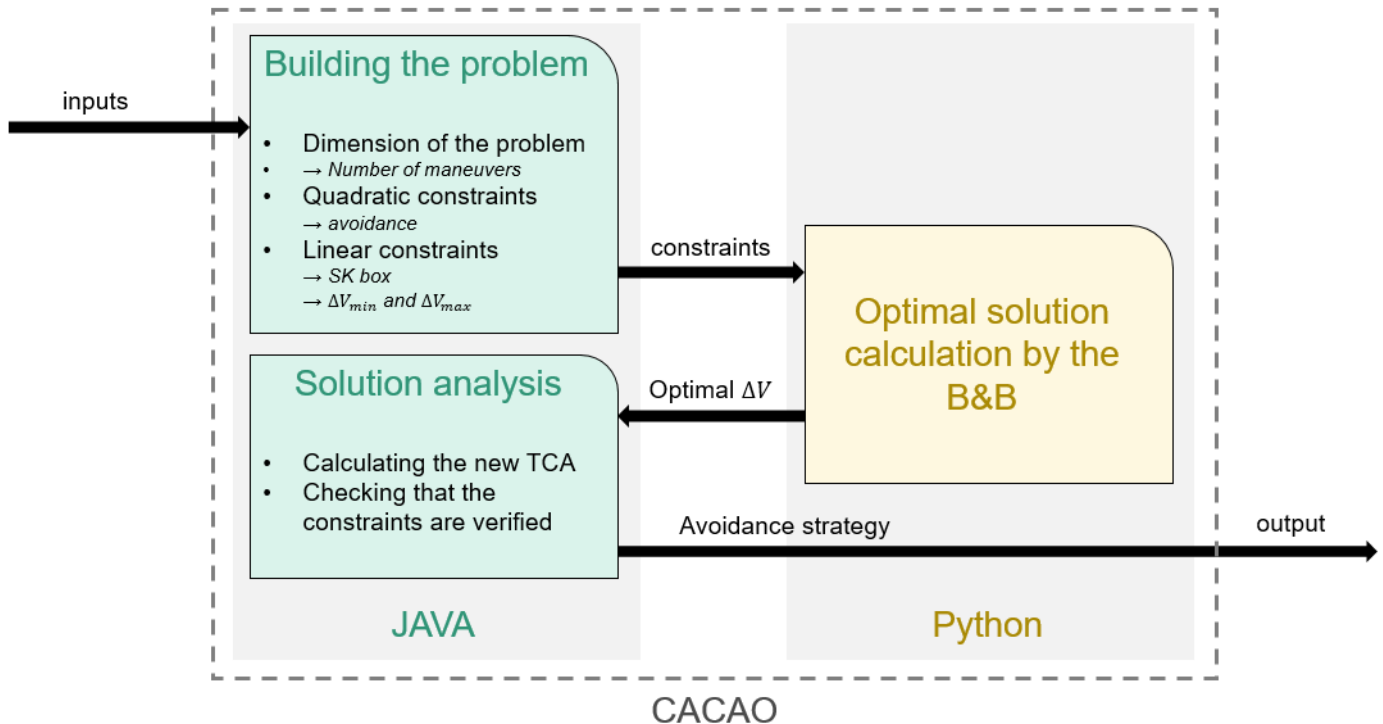 inputs
Building the problem
• Dimension of the problem
• → Number of maneuvers
• Quadratic constraints
→ avoidance
• Linear constraints
→ SK box
→ ΔV_min and ΔV_max
constraints
Optimal solution
calculation by the
B&B
Optimal ΔV
Solution analysis
• Calculating the new TCA
• Checking that the
constraints are verified
Avoidance strategy
output
JAVA
Python
CACAO